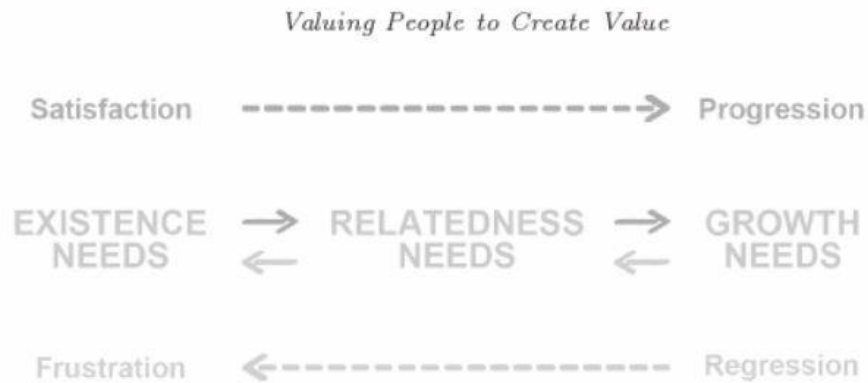 Valuing People to Create Value
Satisfaction Progression
EXISTENCE RELATEDNESS GROWTH
NEEDS NEEDS NEEDS
Frustration Regression